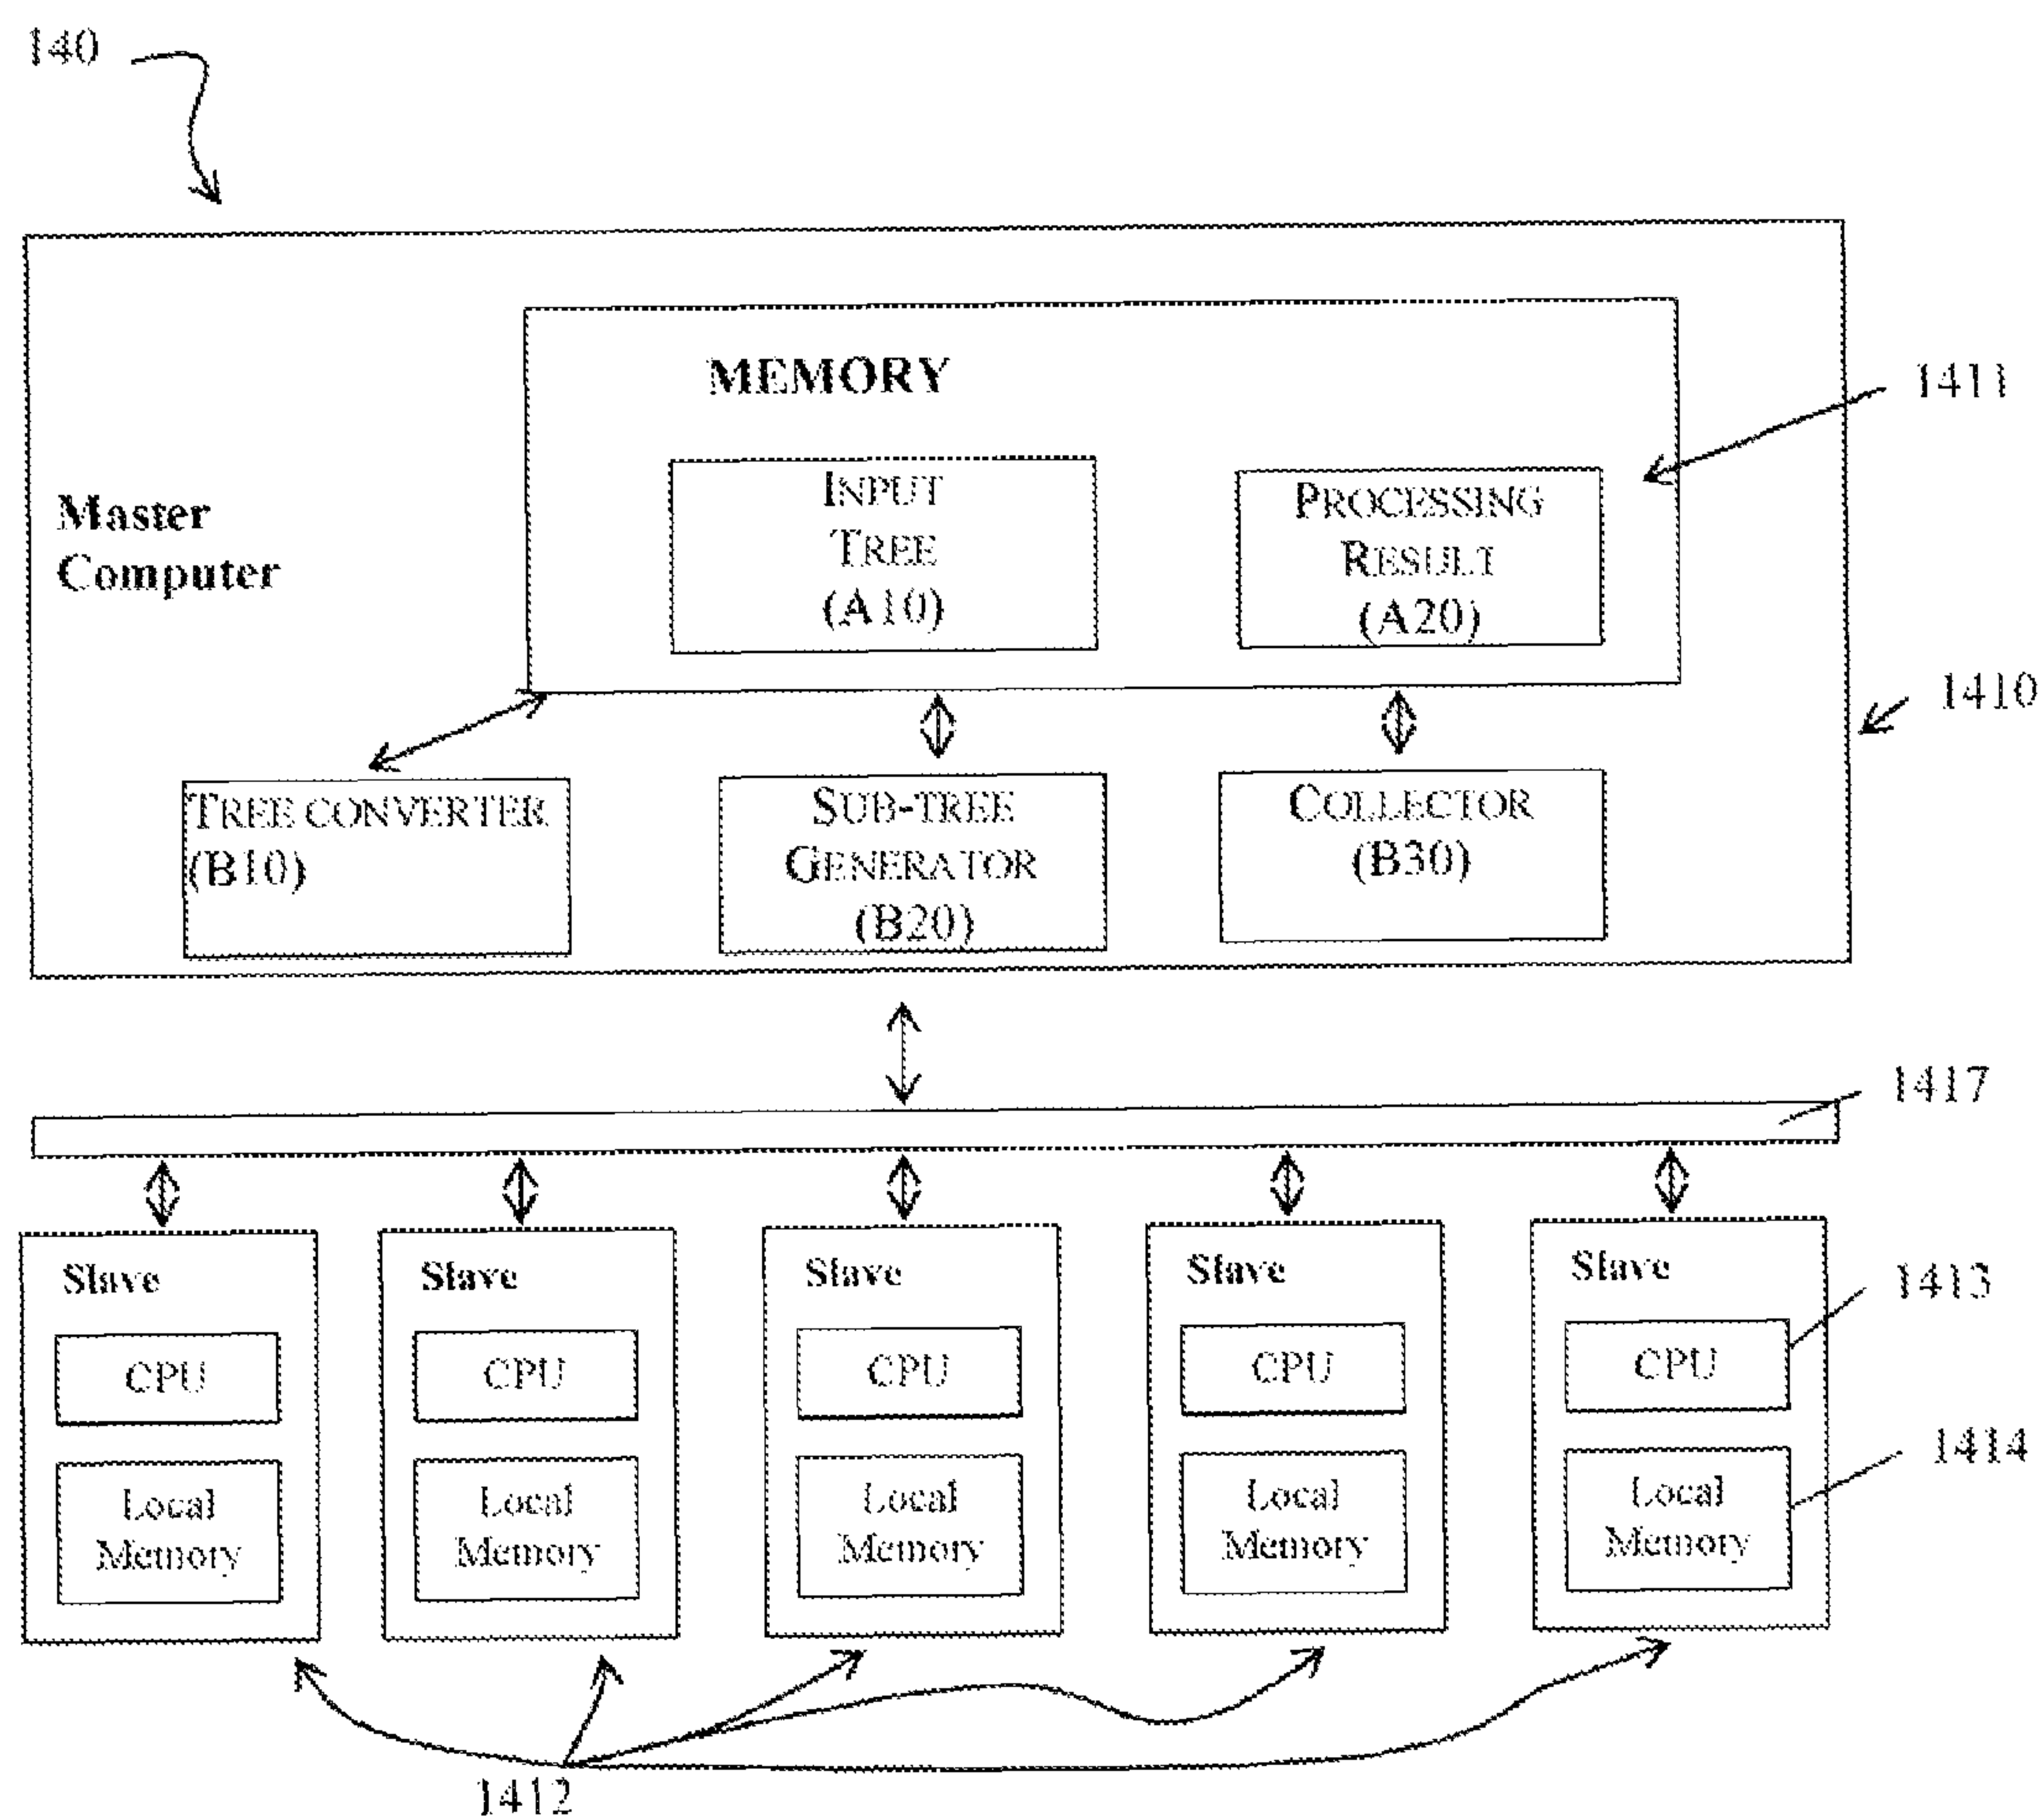 140
MEMORY
1411
INPUT
TREE
(A10)
PROCESSING
RESULT
(A20)
Master
Computer
1410
TREE CONVERTER
(B10)
SUB-TREE
GENERATOR
(B20)
COLLECTOR
(B30)
1417
Slave
Slave
Slave
Slave
Slave
1413
CPU
CPU
CPU
CPU
CPU
1414
Local
Memory
Local
Memory
Local
Memory
Local
Memory
Local
Memory
1412